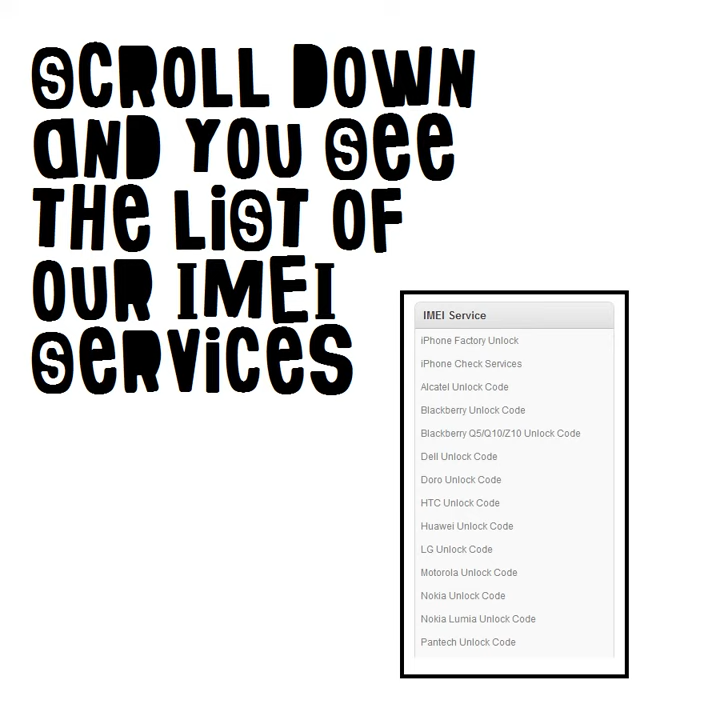 SCROLL DOWN
AND YOU SEE
THE LIST OF
OUR IMEI
SERVICES
IMEI Service
iPhone Factory Unlock
iPhone Check Services
Alcatel Unlock Code
Blackberry Unlock Code
Blackberry Q5/Q10/Z10 Unlock Code
Dell Unlock Code
Doro Unlock Code
HTC Unlock Code
Huawei Unlock Code
LG Unlock Code
Motorola Unlock Code
Nokia Unlock Code
Nokia Lumia Unlock Code
Pantech Unlock Code